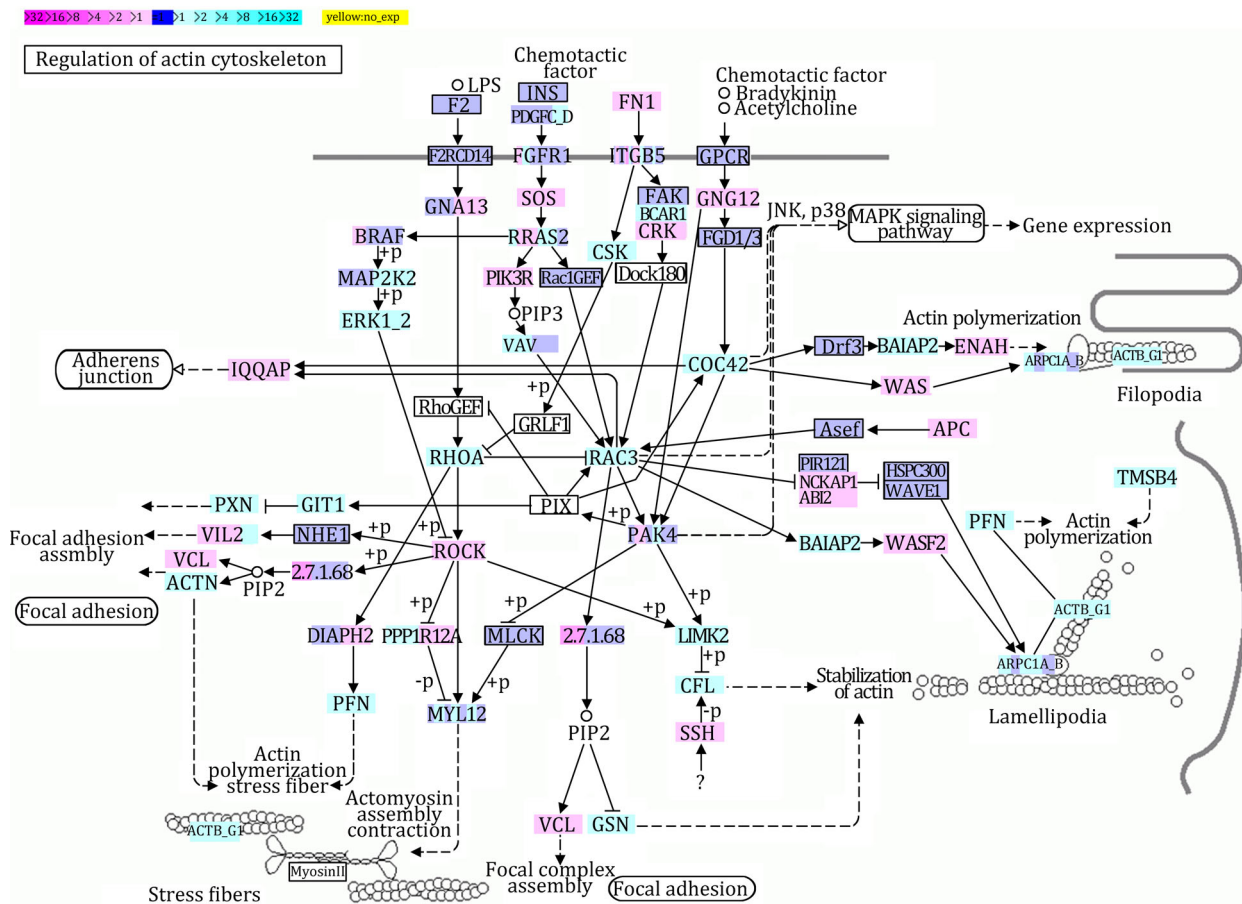 >32>16>8 >4 >2 >1 <1 >1 >2 >4 >8 >16>32
yellow:no_exp
Regulation of actin cytoskeleton
LPS
F2
Chemotactic
factor
INS
PDGFC_D
FN1
Chemotactic factor
Bradykinin
Acetylcholine
F2RCD14
FGFR1
ITGB5
GPCR
GNA13
SOS
FAK
BCAR1
CRK
GNG12
JNK, p38
MAPK signaling
pathway
Gene expression
BRAF
RRAS2
CSK
FGD1/3
+p
MAP2K2
PIK3R
Rac1GEF
Dock180
+p
ERK1_2
PIP3
VAV
Actin polymerization
Drf3
BAIAP2
ENAH
ARPC1A_B
ACTB_G1
Adherens
junction
IQQAP
COC42
WAS
Filopodia
+p
RhoGEF
GRLF1
Asef
APC
RHOA
RAC3
PIR121
NCKAP1
ABI2
HSPC300
WAVE1
TMSB4
PXN
GIT1
PIX
PFN
Actin
polymerization
Focal adhesion
assmbly
VIL2
NHE1
+p
ROCK
+p
PAK4
BAIAP2
WASF2
VCL
ACTN
PIP2
2.7.1.68
+p
Focal adhesion
ACTB_G1
+p
+p
+p
+p
DIAPH2
PPP1R12A
MLCK
2.7.1.68
LIMK2
+p
ARPC1A_B
-p
+p
CFL
Stabilization
of actin
PFN
MYL12
-p
SSH
Lamellipodia
PIP2
?
Actin
polymerization
stress fiber
Actomyosin
assembly
contraction
ACTB_G1
VCL
GSN
MyosinII
Stress fibers
Focal complex
assembly
Focal adhesion